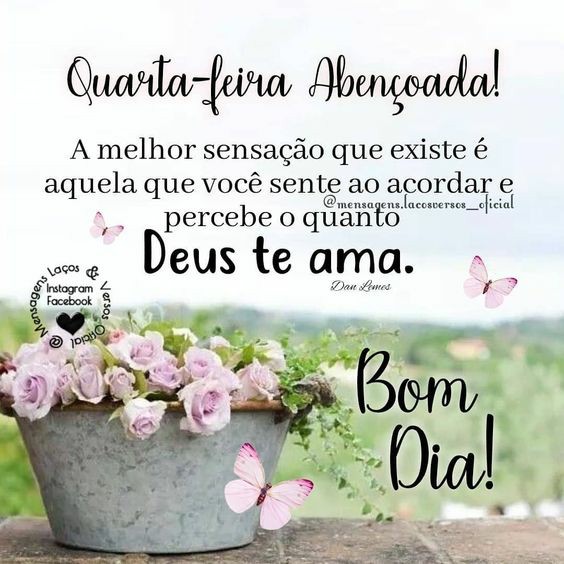 Quarta-feira Abençoada!
A melhor sensação que existe é
aquela que você sente ao acordar e
@mensagens.lacosversos_oficial
percebe o quanto
Deus te ama.
Dan Lemes
@ Mensagens Laços & Versos Oficial
Instagram
Facebook
Bom
Dia!